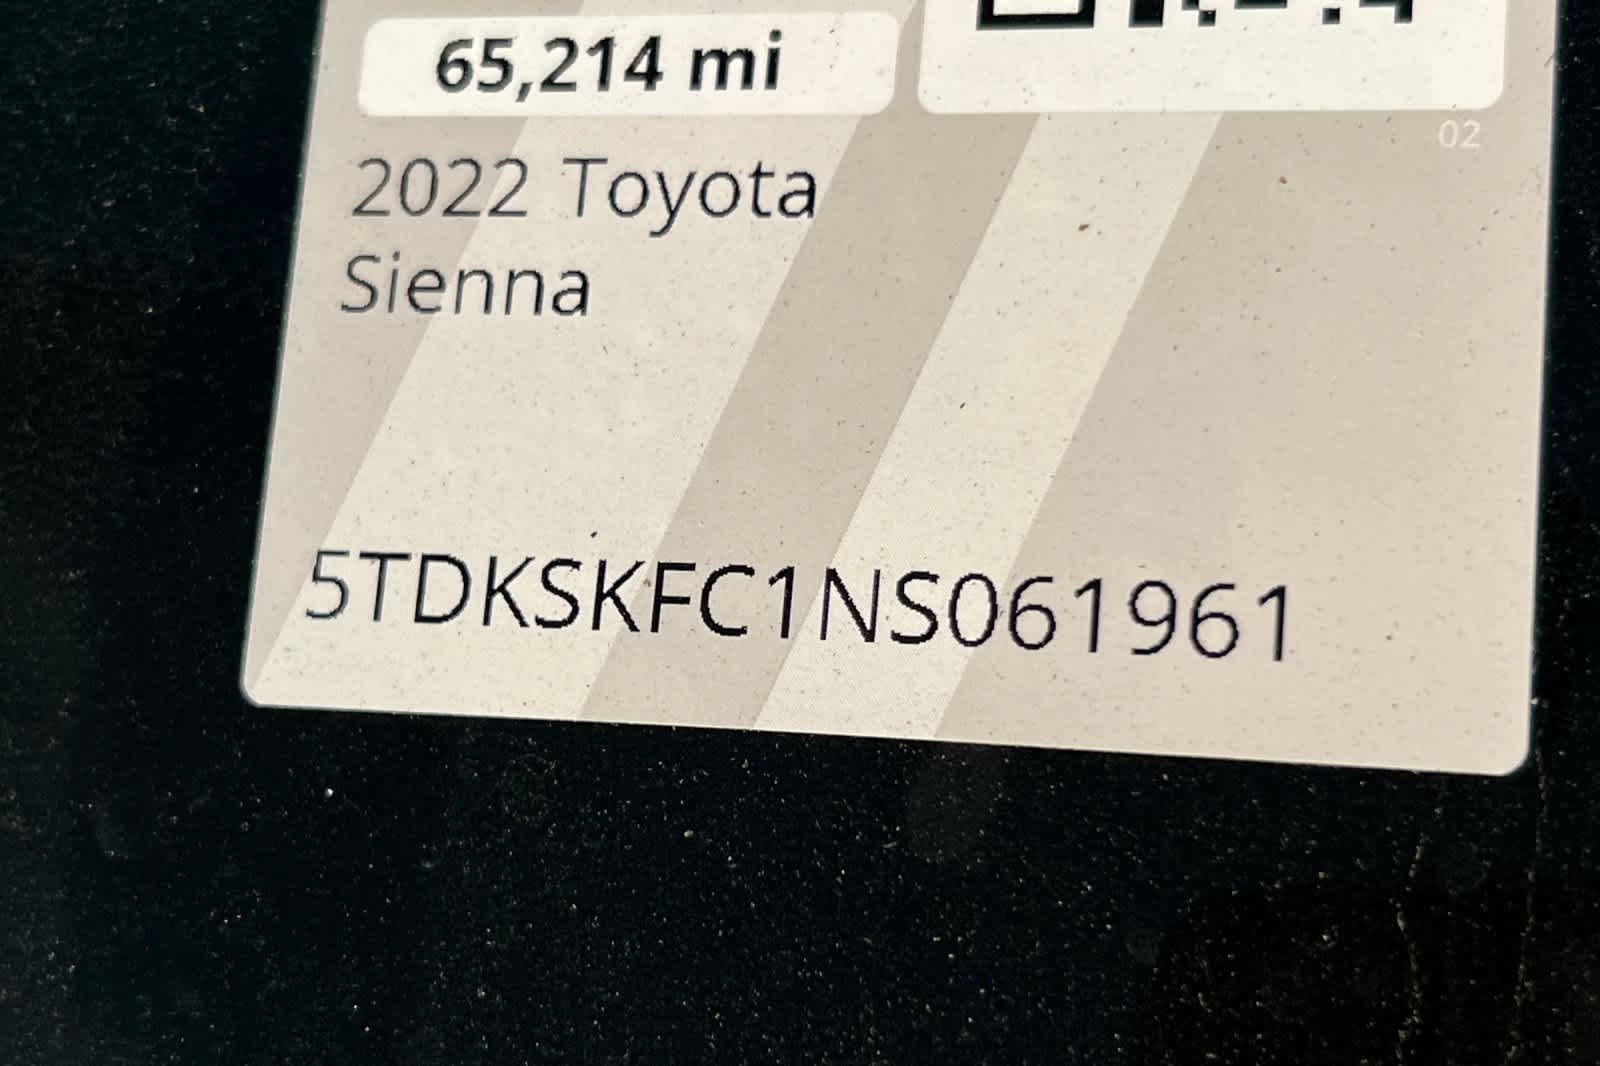 65,214 mi
02
2022 Toyota
Sienna
5TDKSKFC1NS061961